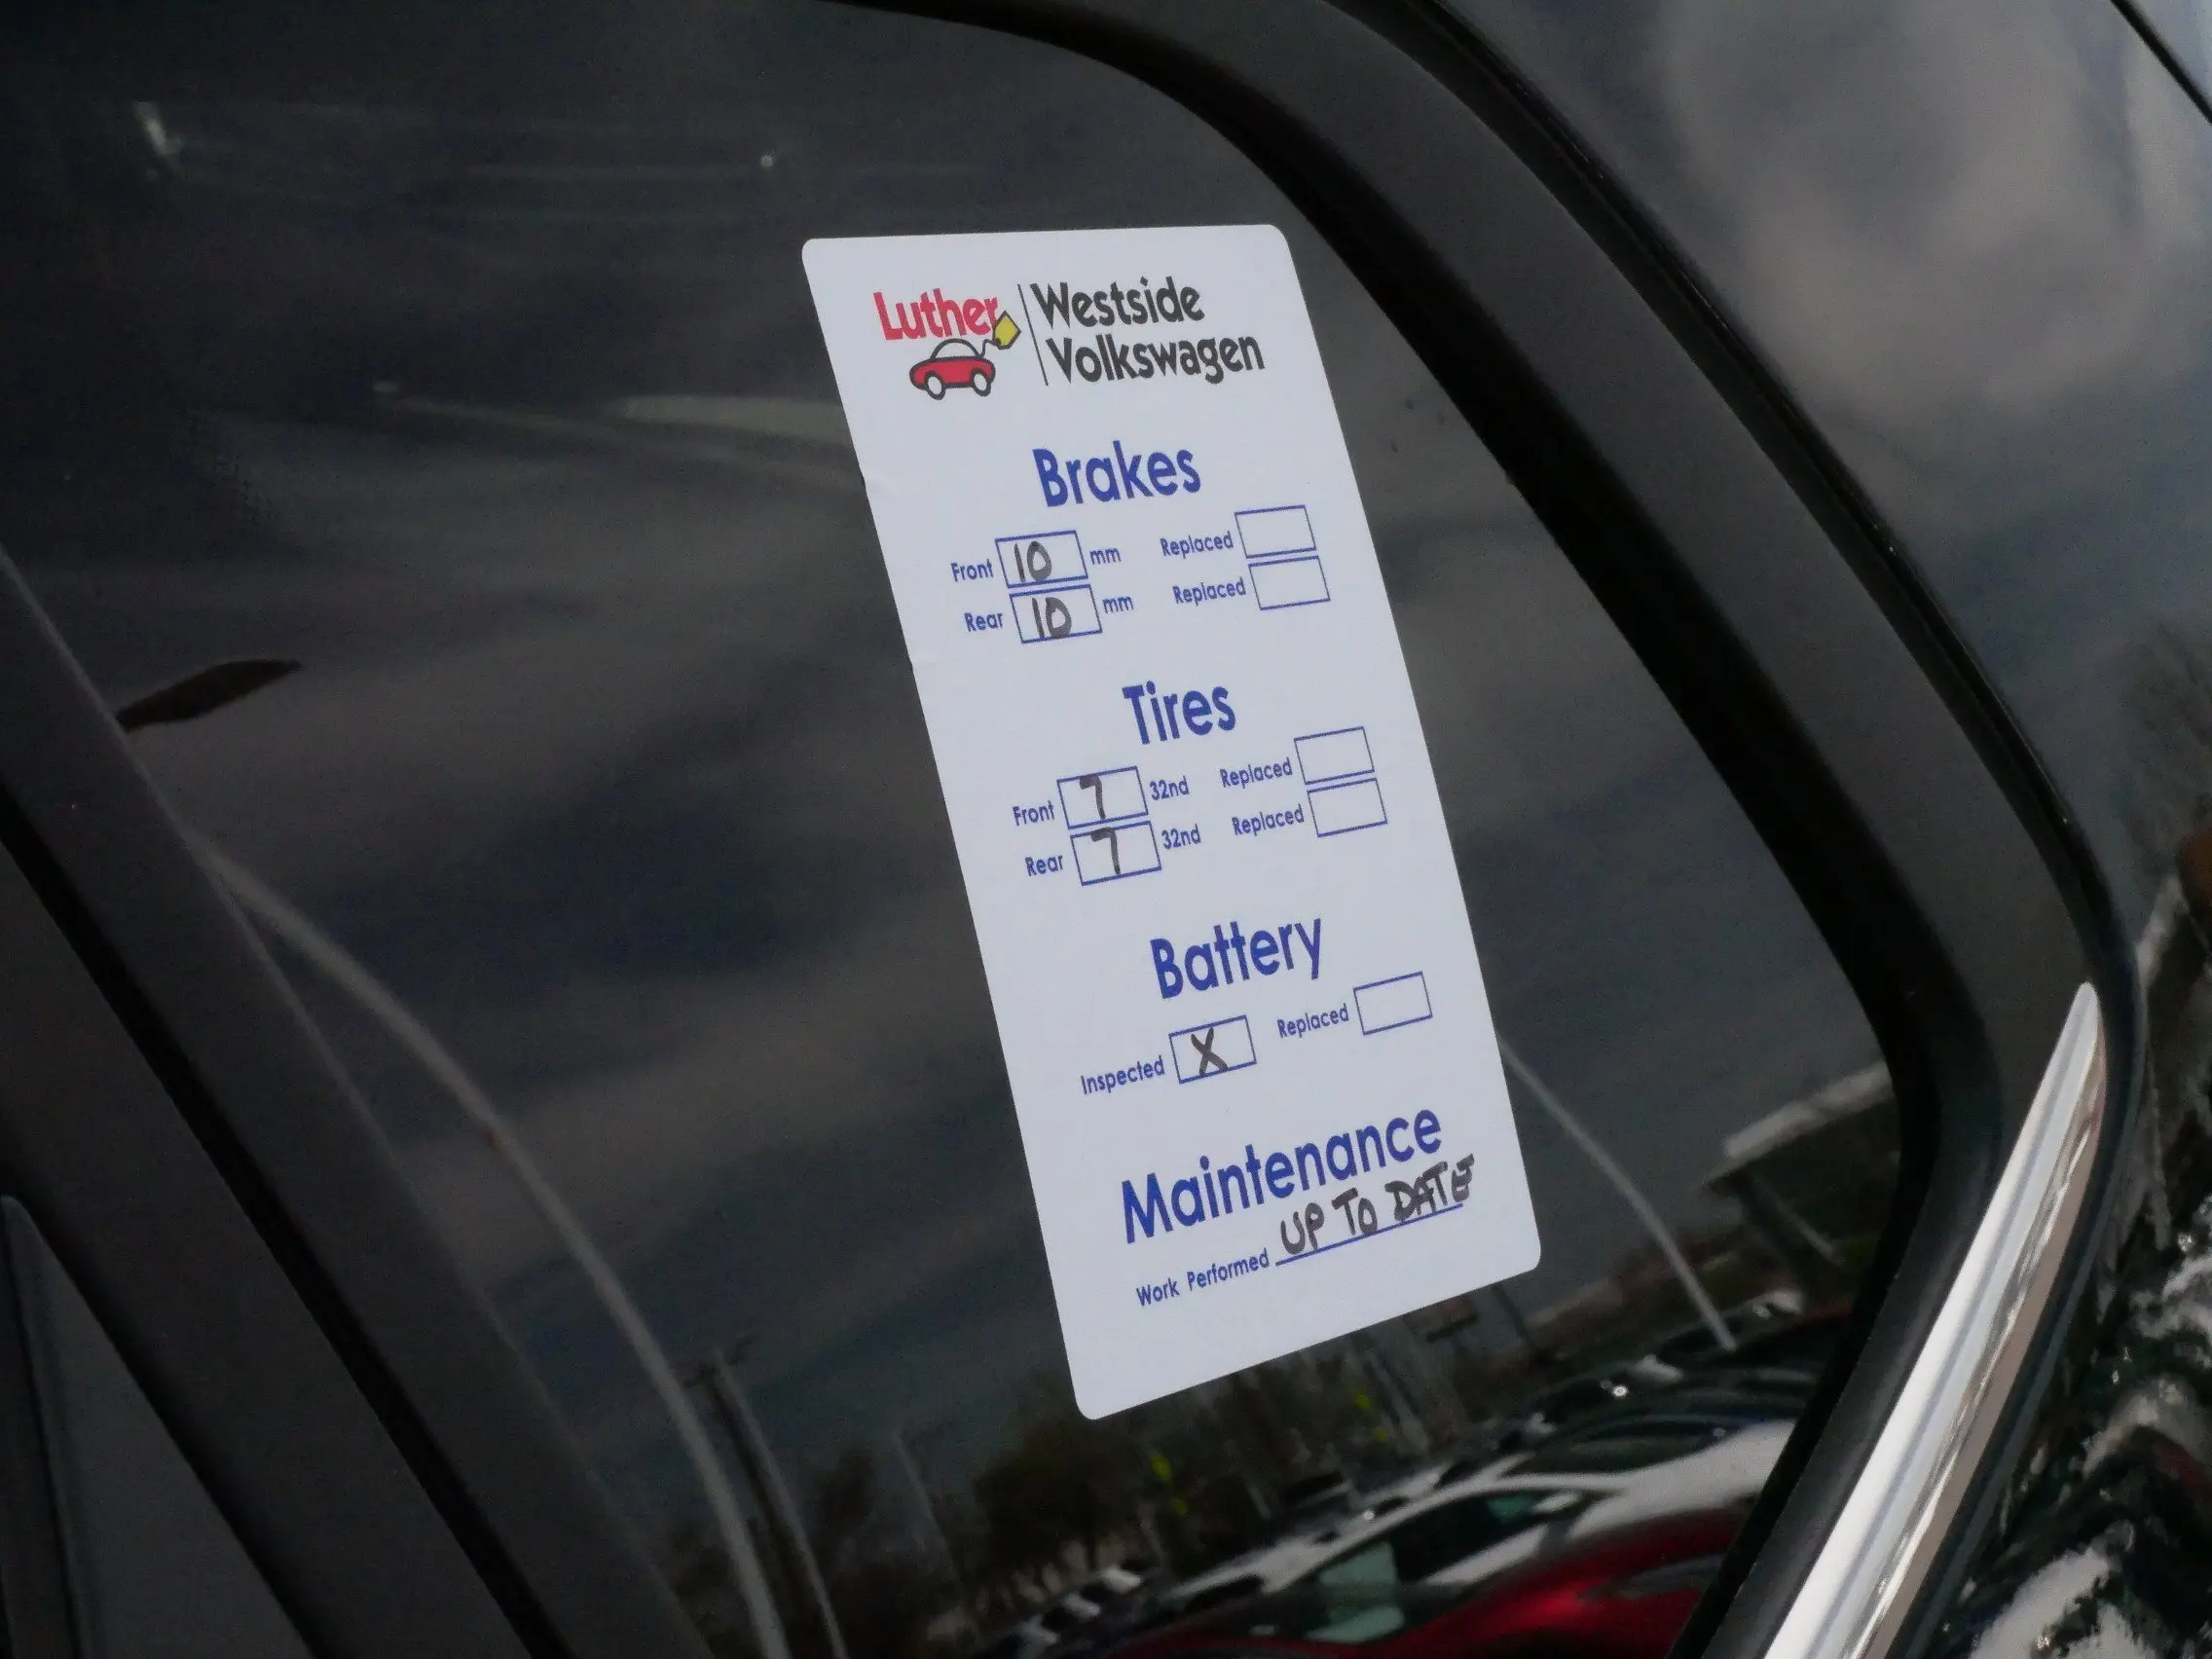 Luther Westside
Volkswagen
Brakes
Front 10 mm Replaced
Rear 10 mm Replaced
Tires
Front 7 32nd Replaced
Rear 7 32nd Replaced
Battery
Inspected X Replaced
Maintenance
Work Performed UP TO DATE